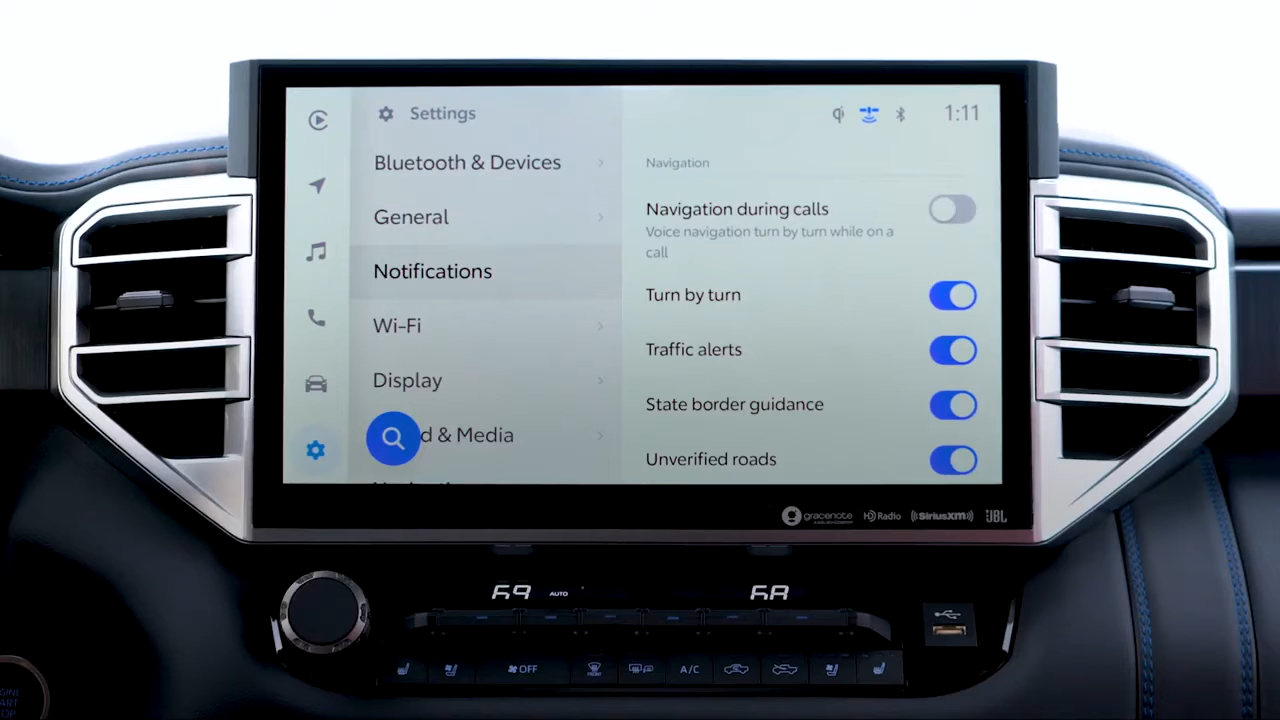 Settings
1:11
Bluetooth & Devices
General
Notifications
Wi-Fi
Display
d & Media
Navigation
Navigation during calls
Voice navigation turn by turn while on a
call
Turn by turn
Traffic alerts
State border guidance
Unverified roads
gracenote
HD Radio
((SiriusXM))
JBL
69
AUTO
68
OFF
FRONT
A/C